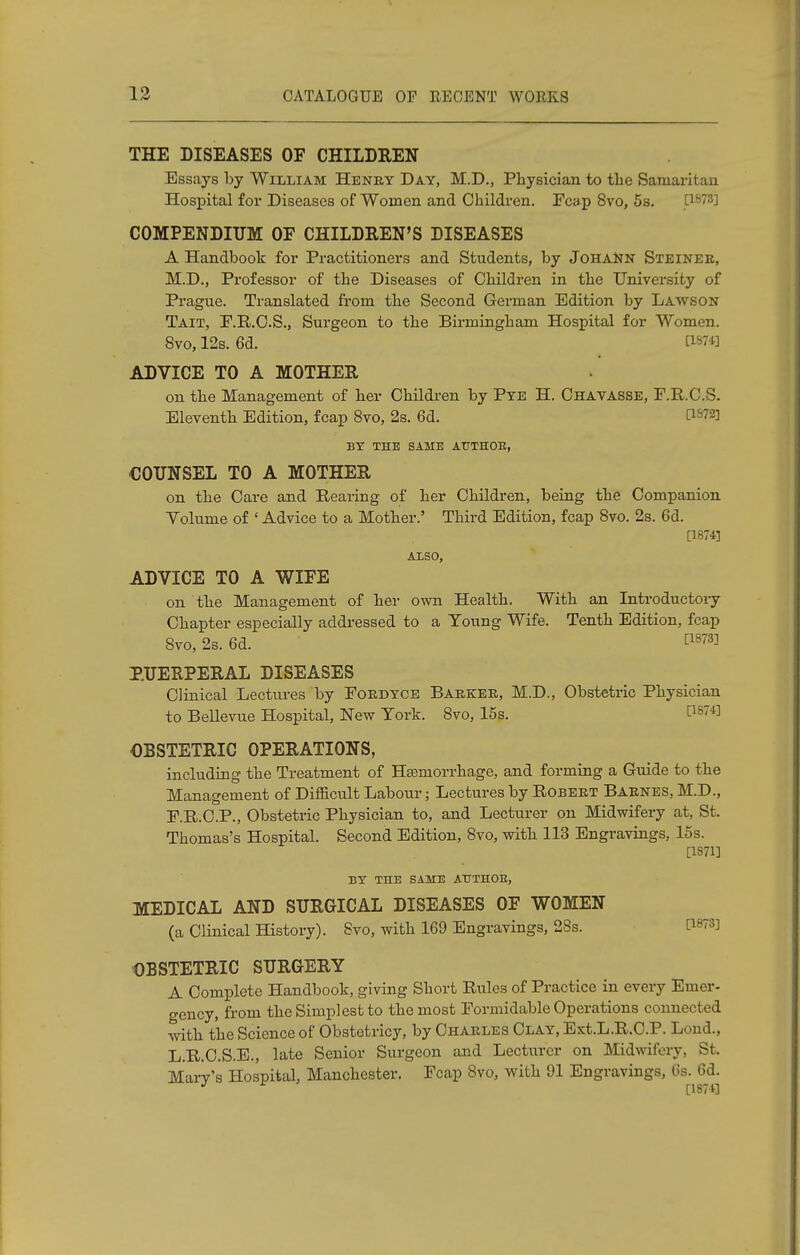 12 CATALOGUE OF RECENT WORKS
THE DISEASES OF CHILDREN
Essays by William Henry Day, M.D., Physician to the Samaritan
Hospital for Diseases of Women and Children. Fcap 8vo, 5s. [1873]
COMPENDIUM OF CHILDREN'S DISEASES
A Handbook for Practitioners and Students, by Johann Steiner,
M.D., Professor of the Diseases of Children in the University of
Prague. Translated from the Second German Edition by Lawson
Tait, F.R.C.S., Surgeon to the Birmingham Hospital for Women.
8vo, 12s. 6d. [1874]
ADVICE TO A MOTHER
on the Management of her Children by Pye H. Chavasse, F.R.C.S.
Eleventh Edition, fcap 8vo, 2s. 6d. [1872]
BY THE SAME AUTHOR,
COUNSEL TO A MOTHER
on the Care and Rearing of her Children, being the Companion
Volume of ‘Advice to a Mother.’ Third Edition, fcap 8vo. 2s. 6d.
[1874]
ALSO,
ADVICE TO A WIFE
on the Management of her own Health. With an Introductory
Chapter especially addressed to a Young Wife. Tenth Edition, fcap
8vo, 2s. 6d. [1873]
PUERPERAL DISEASES
Clinical Lectures by Fordyce Barker, M.D., Obstetric Physician
to Bellevue Hospital, New York. 8vo, 15s. [1874]
OBSTETRIC OPERATIONS,
including the Treatment of Hæmorrhage, and forming a Guide to the
Management of Difficult Labour; Lectures by Robert Barnes, M.D.,
F.R.C.P., Obstetric Physician to, and Lecturer on Midwifery at, St.
Thomas's Hospital. Second Edition, 8vo, with 113 Engravings, 15s.
[1871]
BY THE SAME AUTHOR,
MEDICAL AND SURGICAL DISEASES OF WOMEN
(a Clinical History). 8vo, with 169 Engravings, 28s. [1873]
OBSTETRIC SURGERY
A Complete Handbook, giving Short Rules of Practice in every Emer-
gency, from the Simplest to the most Formidable Operations connected
with the Science of Obstetricy, by Charles Clay, Ext.L.R.C.P. Lond.,
L.R.C.S.E., late Senior Surgeon and Lecturer on Midwifery, St.
Mary's Hospital, Manchester. Fcap 8vo, with 91 Engravings, 6s. 6d.
[1874]